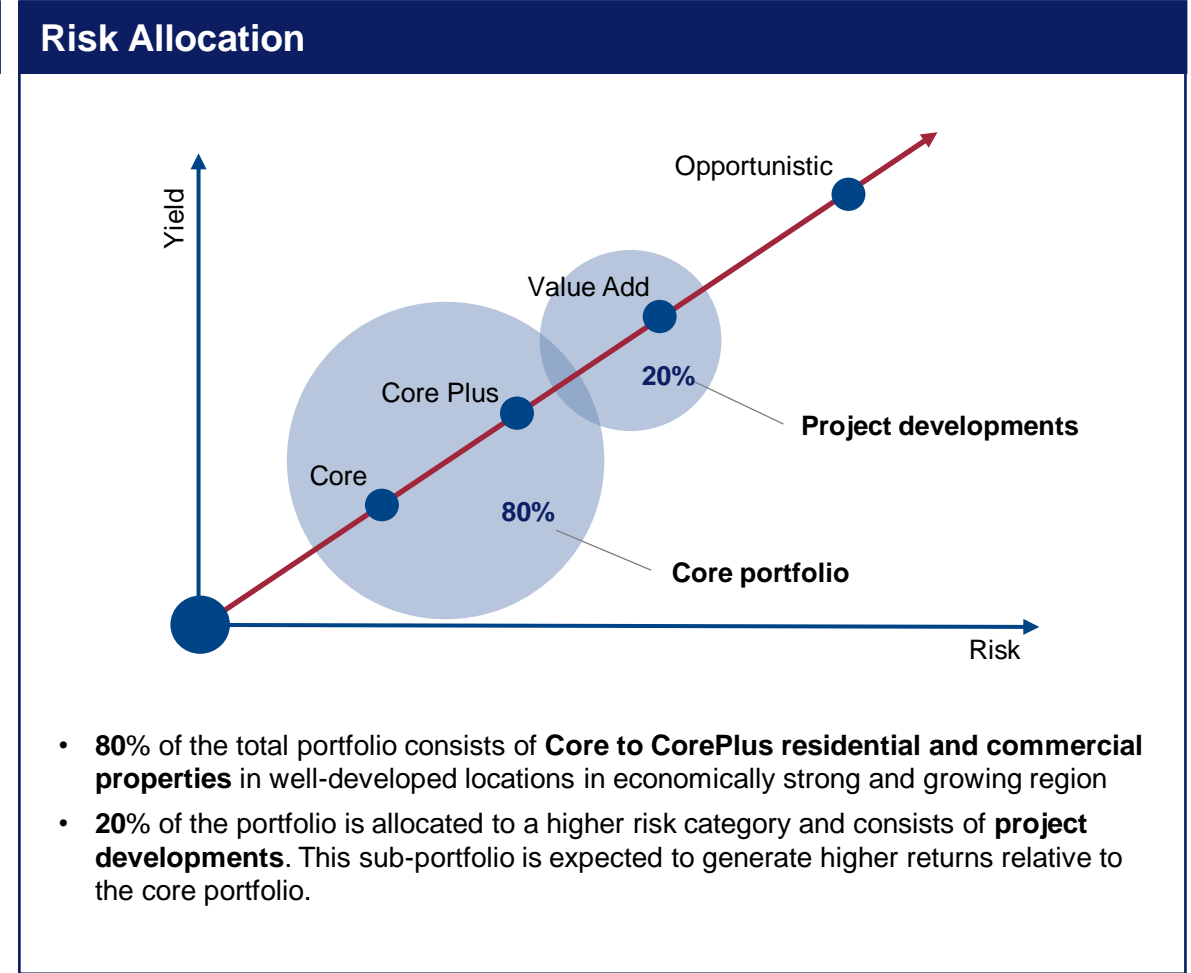 Risk Allocation
Opportunistic
Yield
Value Add
20%
Core Plus
Project developments
Core
80%
Core portfolio
Risk
• 80% of the total portfolio consists of Core to CorePlus residential and commercial
properties in well-developed locations in economically strong and growing region
• 20% of the portfolio is allocated to a higher risk category and consists of project
developments. This sub-portfolio is expected to generate higher returns relative to
the core portfolio.